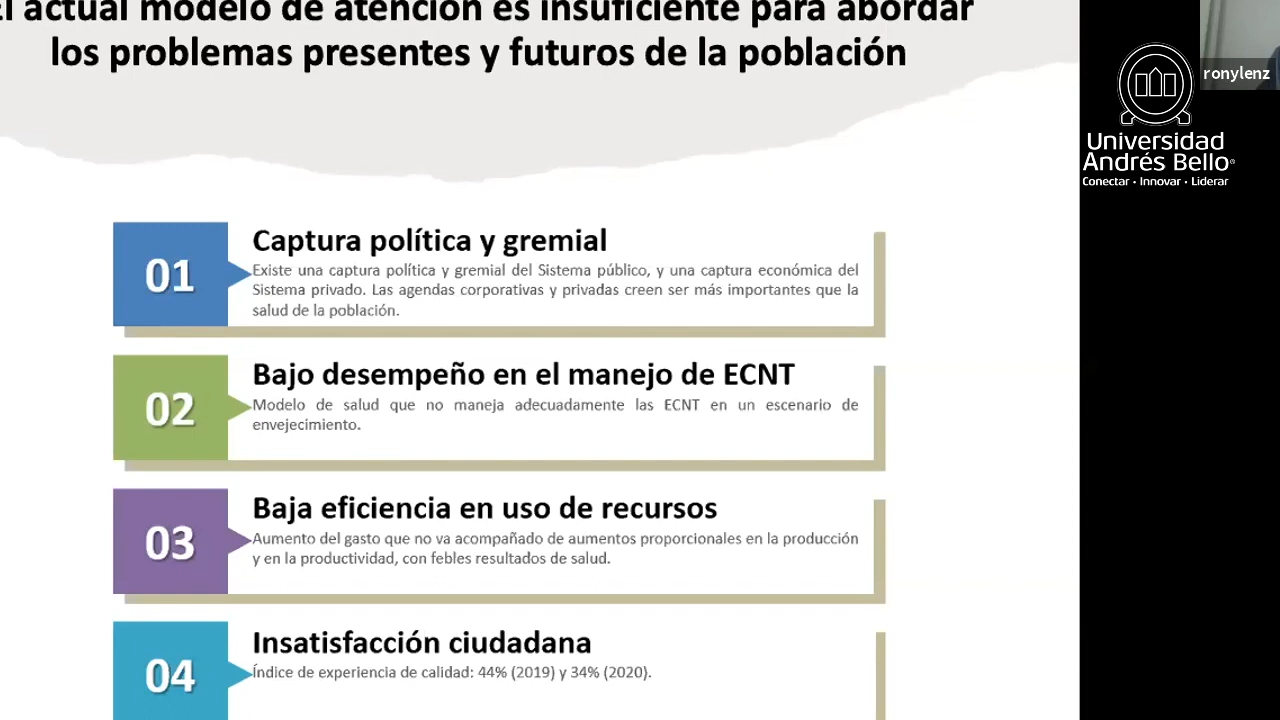 El actual modelo de atención es insuficiente para abordar
los problemas presentes y futuros de la población
ronylenz
Universidad
Andrés Bello®
Conectar • Innovar • Liderar
01
Captura política y gremial
Existe una captura política y gremial del Sistema público, y una captura económica del
Sistema privado. Las agendas corporativas y privadas creen ser más importantes que la
salud de la población.
02
Bajo desempeño en el manejo de ECNT
Modelo de salud que no maneja adecuadamente las ECNT en un escenario de
envejecimiento.
03
Baja eficiencia en uso de recursos
Aumento del gasto que no va acompañado de aumentos proporcionales en la producción
y en la productividad, con febles resultados de salud.
04
Insatisfacción ciudadana
Índice de experiencia de calidad: 44% (2019) y 34% (2020).